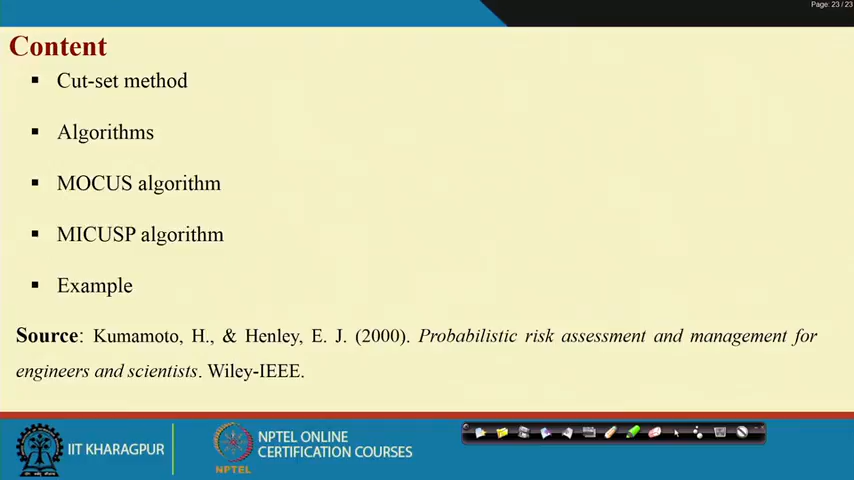 Page: 23 / 23
Content
▪ Cut-set method
▪ Algorithms
▪ MOCUS algorithm
▪ MICUSP algorithm
▪ Example
Source: Kumamoto, H., & Henley, E. J. (2000). Probabilistic risk assessment and management for
engineers and scientists. Wiley-IEEE.
IIT KHARAGPUR
NPTEL
NPTEL ONLINE
CERTIFICATION COURSES